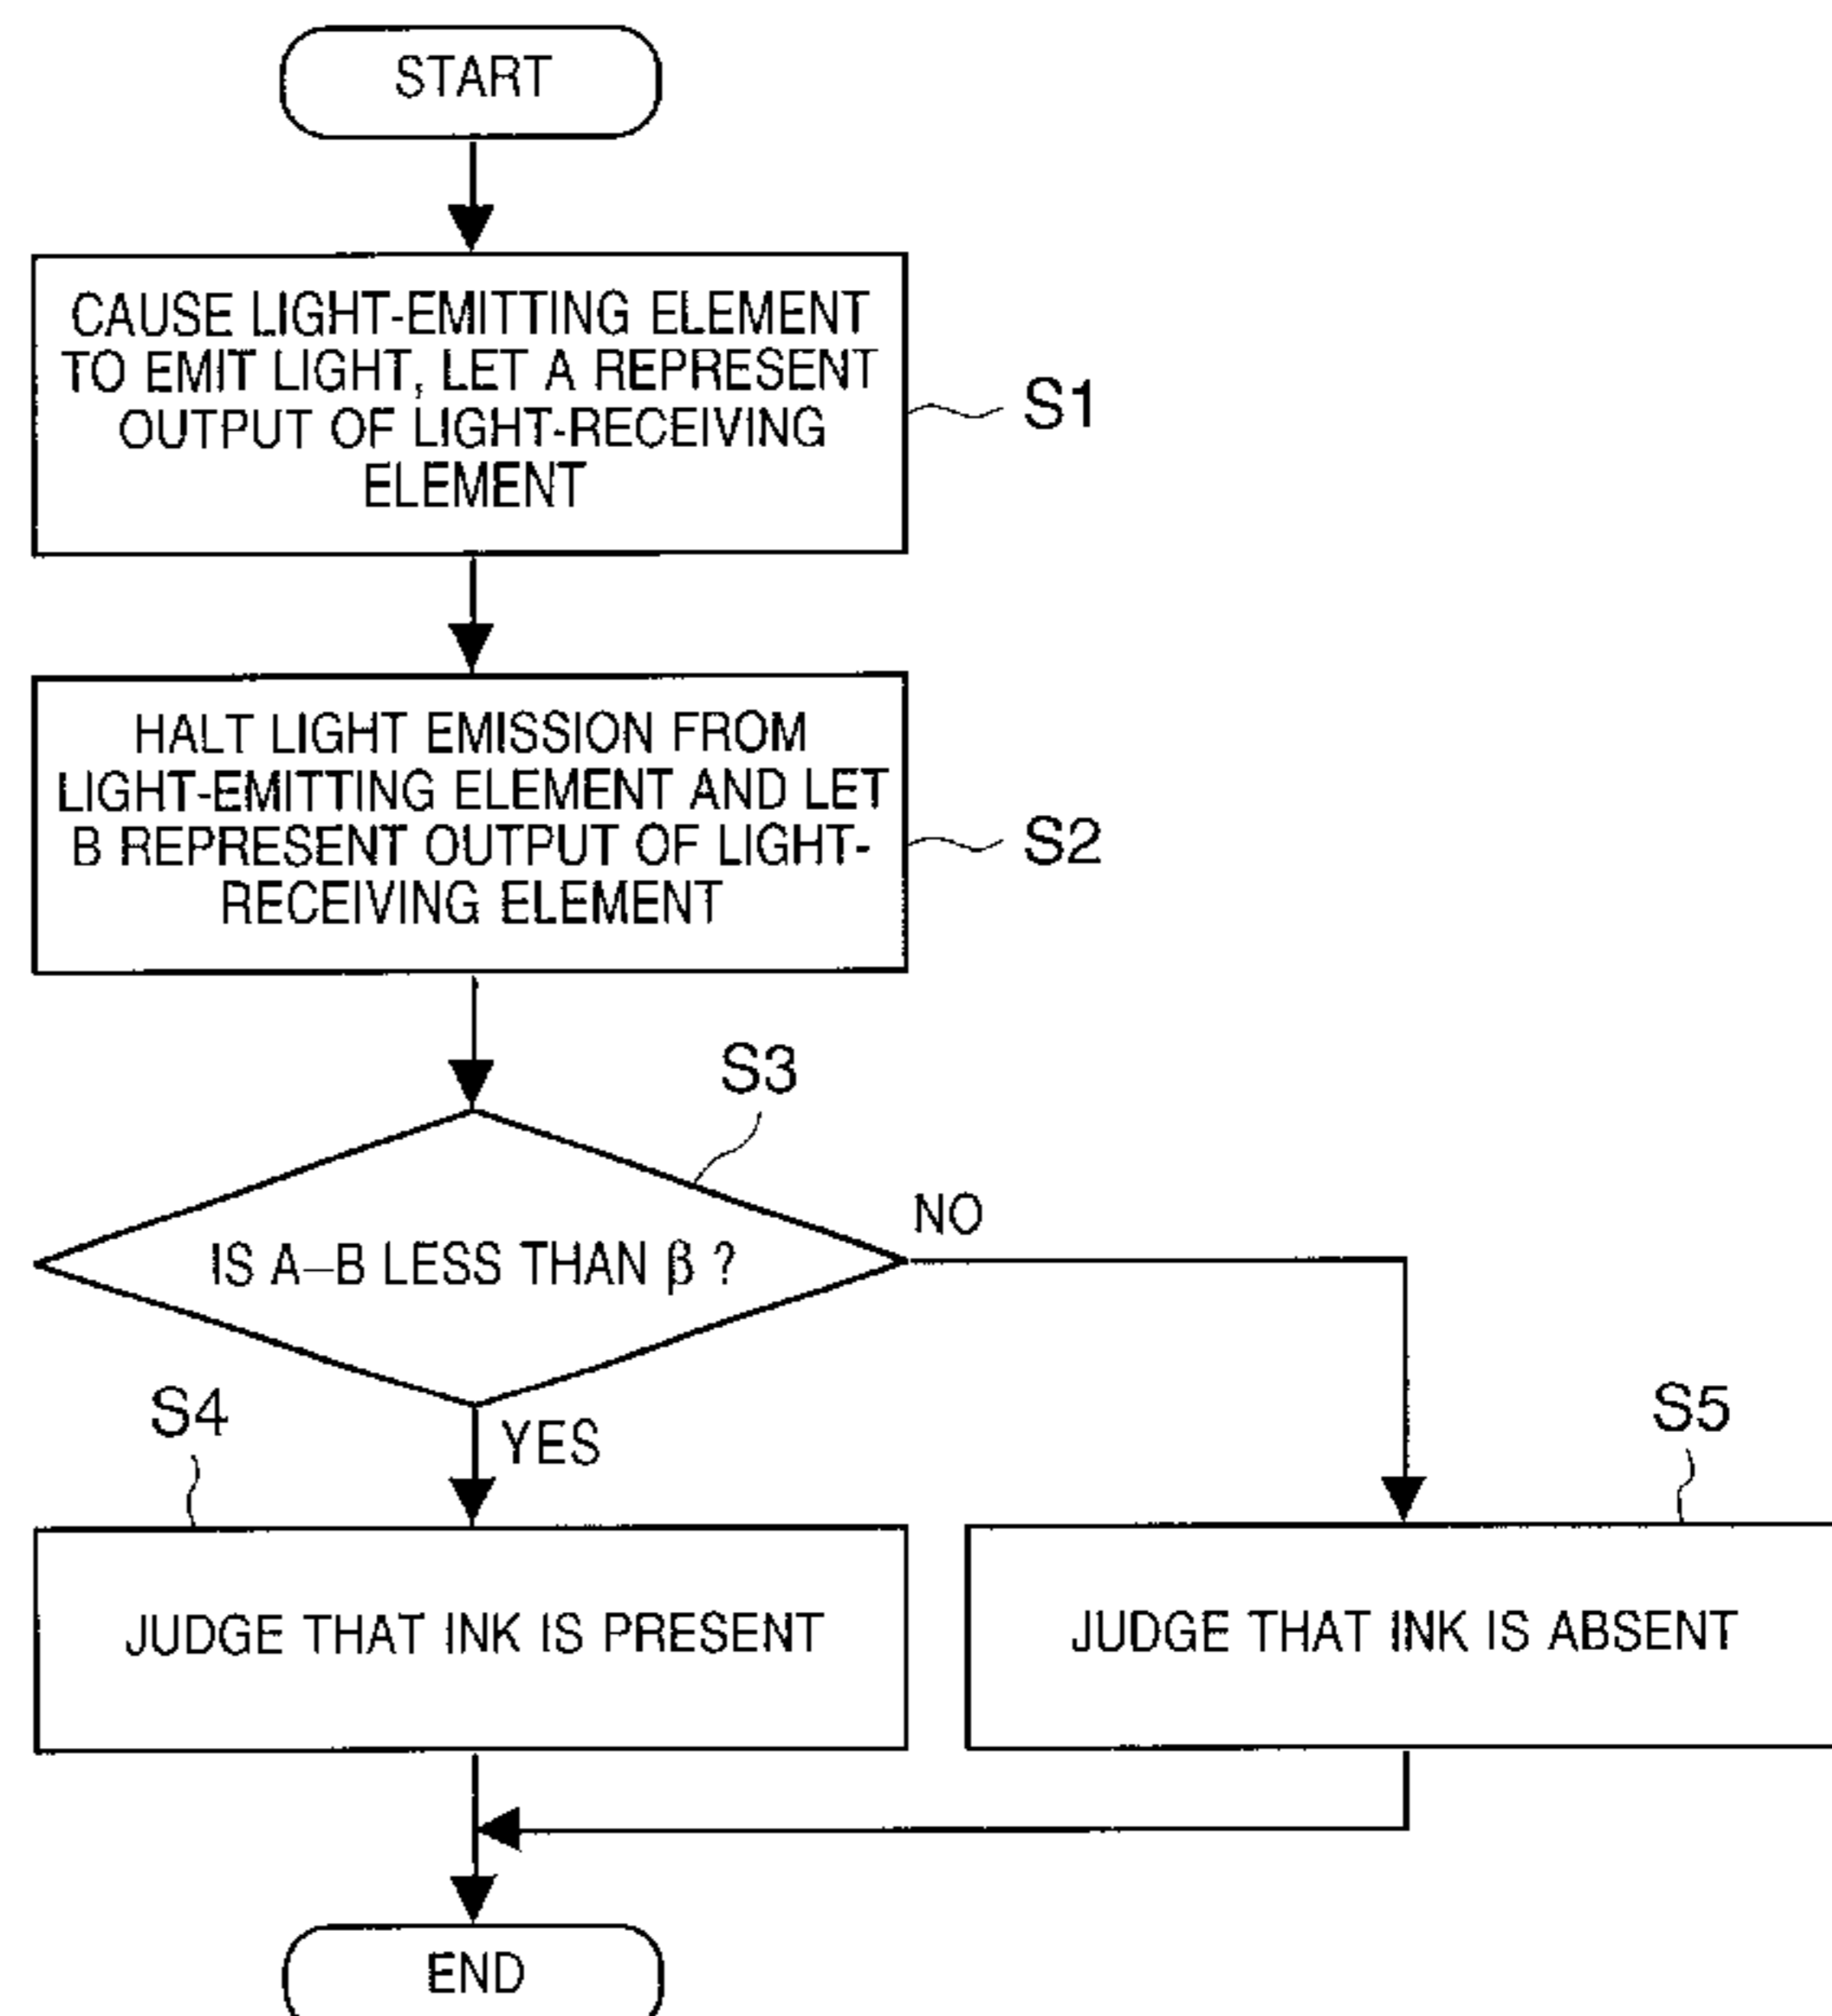 START
CAUSE LIGHT-EMITTING ELEMENT
TO EMIT LIGHT, LET A REPRESENT
OUTPUT OF LIGHT-RECEIVING
ELEMENT
S1
HALT LIGHT EMISSION FROM
LIGHT-EMITTING ELEMENT AND LET
B REPRESENT OUTPUT OF LIGHT-
RECEIVING ELEMENT
S2
S3
IS A–B LESS THAN β ?
NO
YES
S4
JUDGE THAT INK IS PRESENT
S5
JUDGE THAT INK IS ABSENT
END